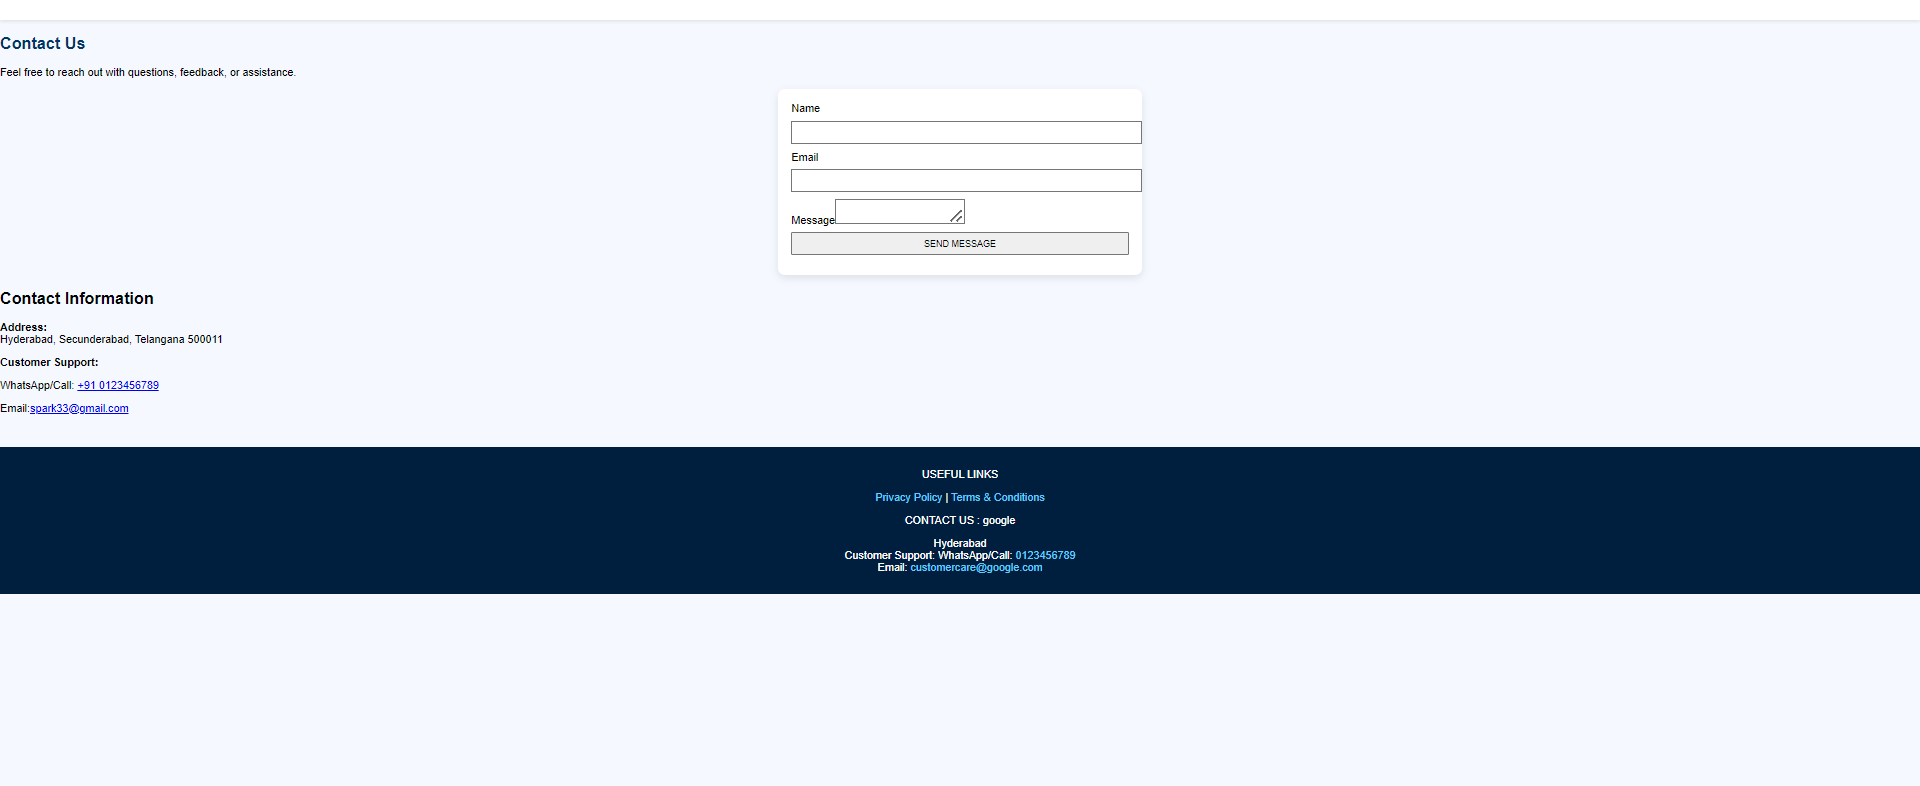 Contact Us
Feel free to reach out with questions, feedback, or assistance.
Name
Email
Message
SEND MESSAGE
Contact Information
Address:
Hyderabad, Secunderabad, Telangana 500011
Customer Support:
WhatsApp/Call: +91 0123456789
Email:spark33@gmail.com
USEFUL LINKS
Privacy Policy | Terms & Conditions
CONTACT US : google
Hyderabad
Customer Support: WhatsApp/Call: 0123456789
Email: customercare@google.com